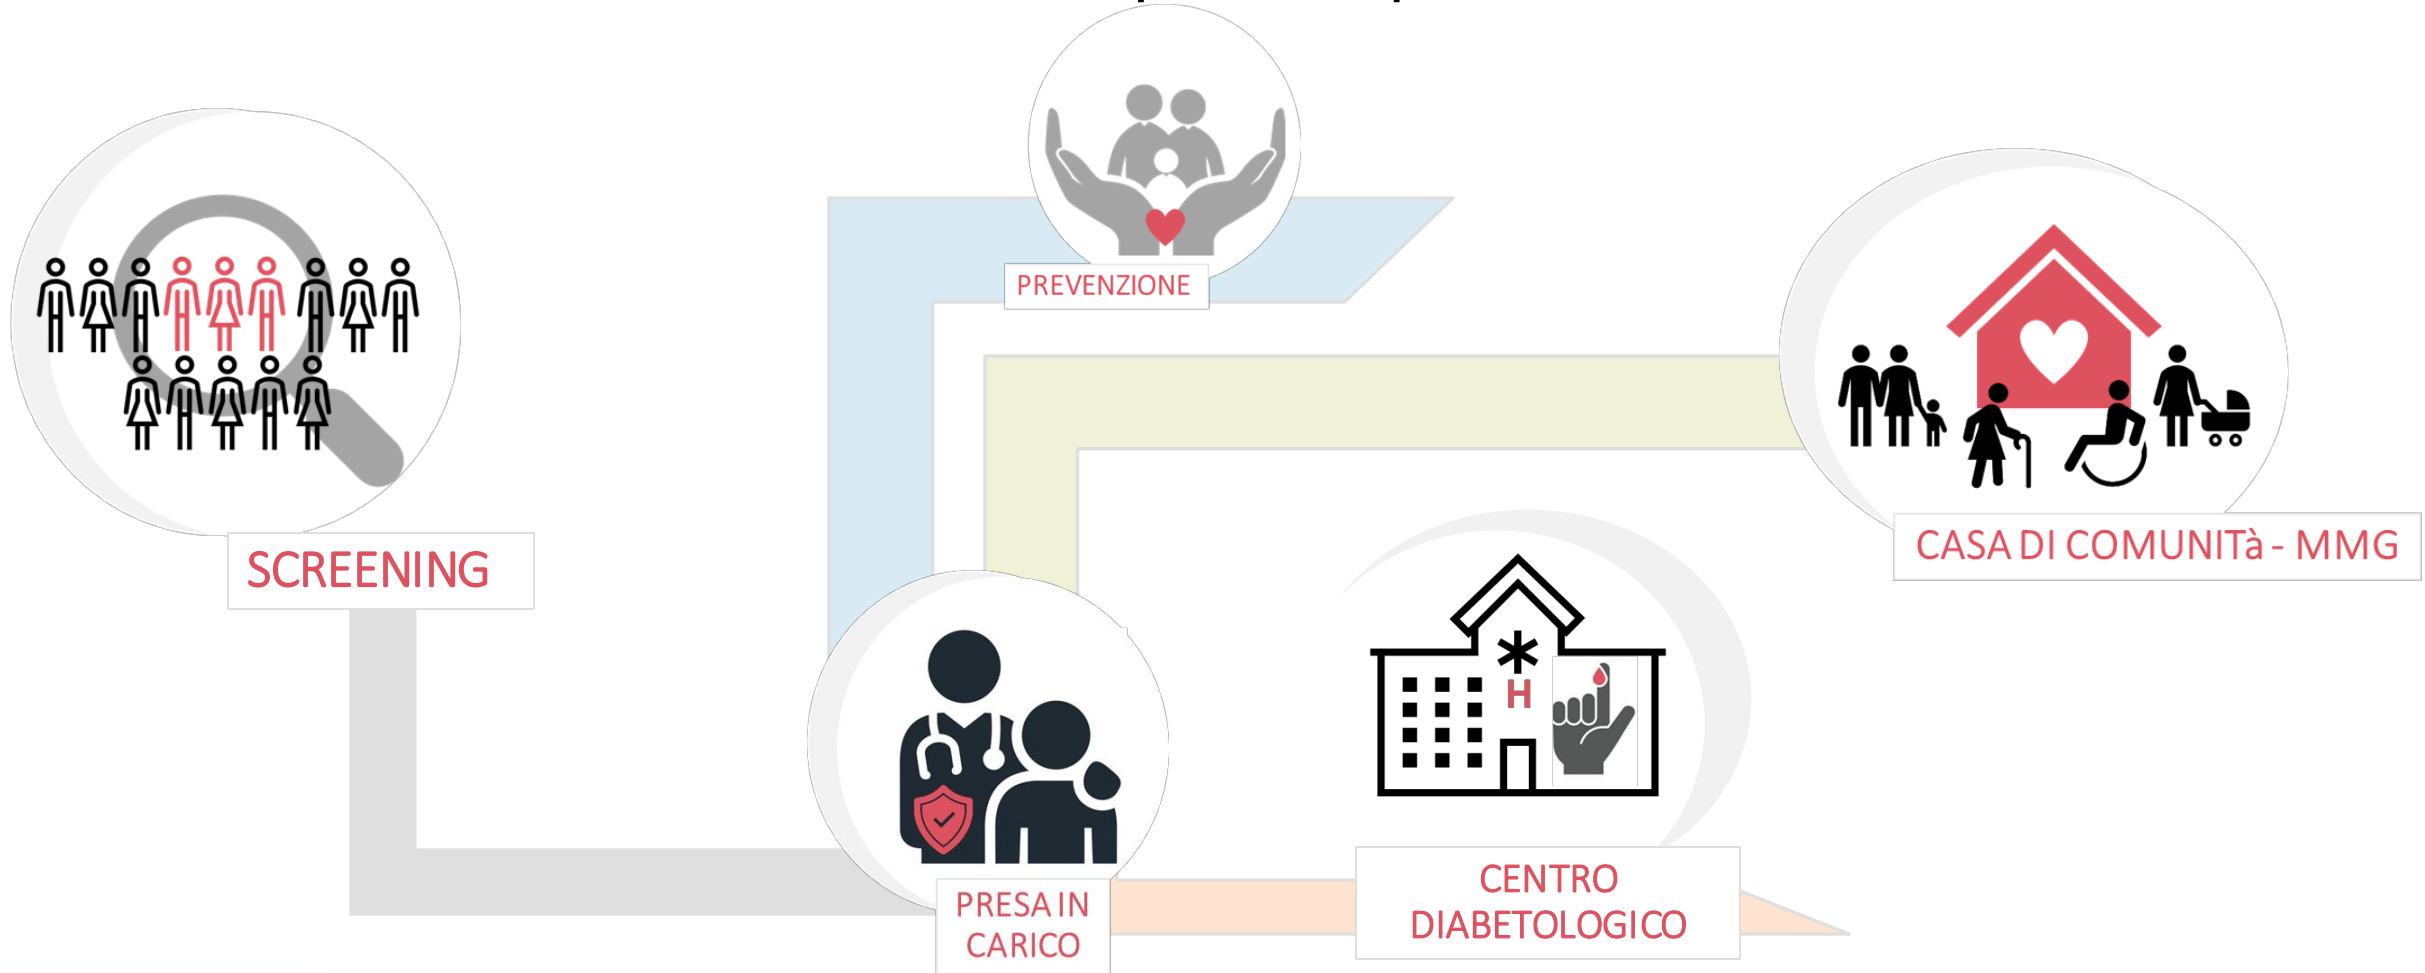 PREVENZIONE
SCREENING
CASA DI COMUNITà - MMG
H
PRESA IN
CARICO
CENTRO
DIABETOLOGICO